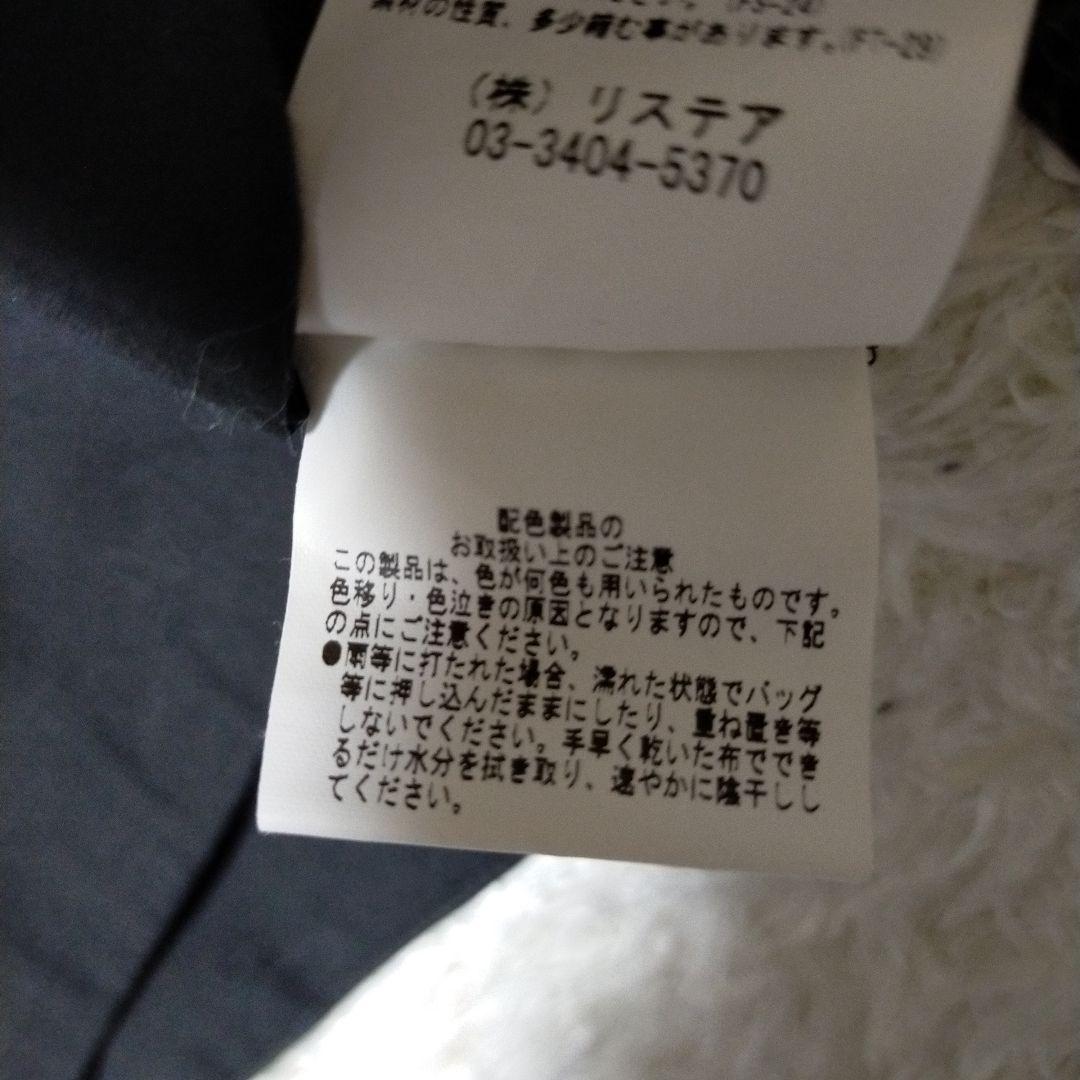 (FS-24)
素材の性質、多少縮む事があります。(FT-29)
(株) リステア
03-3404-5370
配色製品の
お取扱い上のご注意
この製品は、色が何色も用いられたものです。
色移り・色泣きの原因となりますので、下記
の点にご注意ください。
●雨等に打たれた場合、濡れた状態でバッグ
等に押し込んだままにしたり、重ね置き等
しないでください。手早く乾いた布ででき
るだけ水分を拭き取り、速やかに陰干しし
てください。